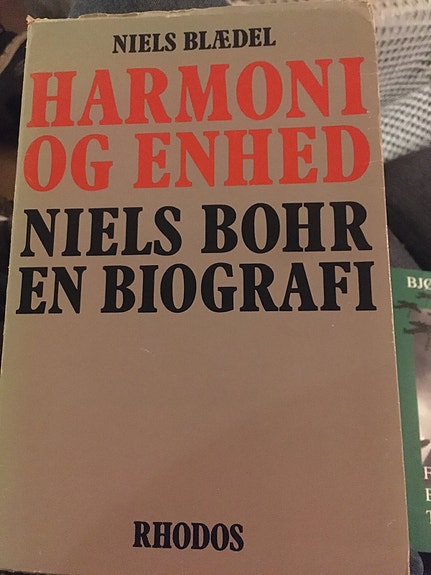 NIELS BLÆDEL
HARMONI
OG ENHED
NIELS BOHR
EN BIOGRAFI
RHODOS